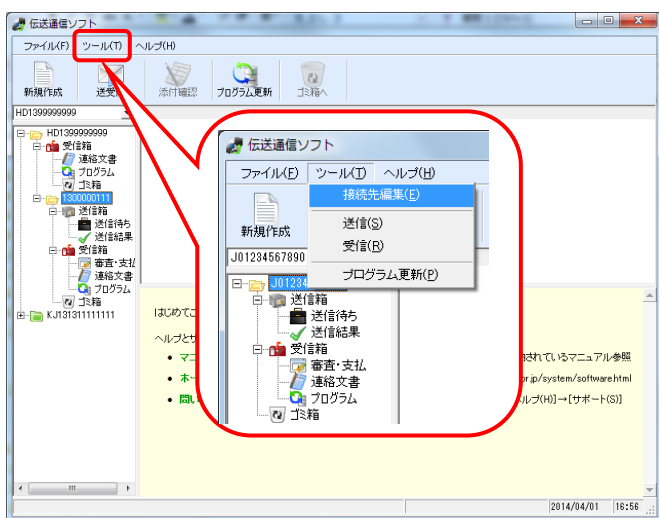 伝送通信ソフト
ファイル(F) ツール(T) ヘルプ(H)
新規作成 送受 添付確認 プログラム更新 ゴミ箱へ
HD1399999999
HD1399999999
受信箱
連絡文書
プログラム
ゴミ箱
1300000111
送信箱
送信待ち
送信結果
受信箱
審査・支払
連絡文書
プログラム
ゴミ箱
KJ131311111111
はじめてご
ヘルプとサ
• マニ
• ホー
• 問い
されているマニュアル参照
or.jp/system/software.html
ヘルプ(H)]→[サポート(S)]
伝送通信ソフト
ファイル(F) ツール(T) ヘルプ(H)
接続先編集(E)
送信(S)
受信(R)
プログラム更新(P)
新規作成
J01234567890
J01234
送信箱
送信待ち
送信結果
受信箱
審査・支払
連絡文書
プログラム
ゴミ箱
2014/04/01 16:56